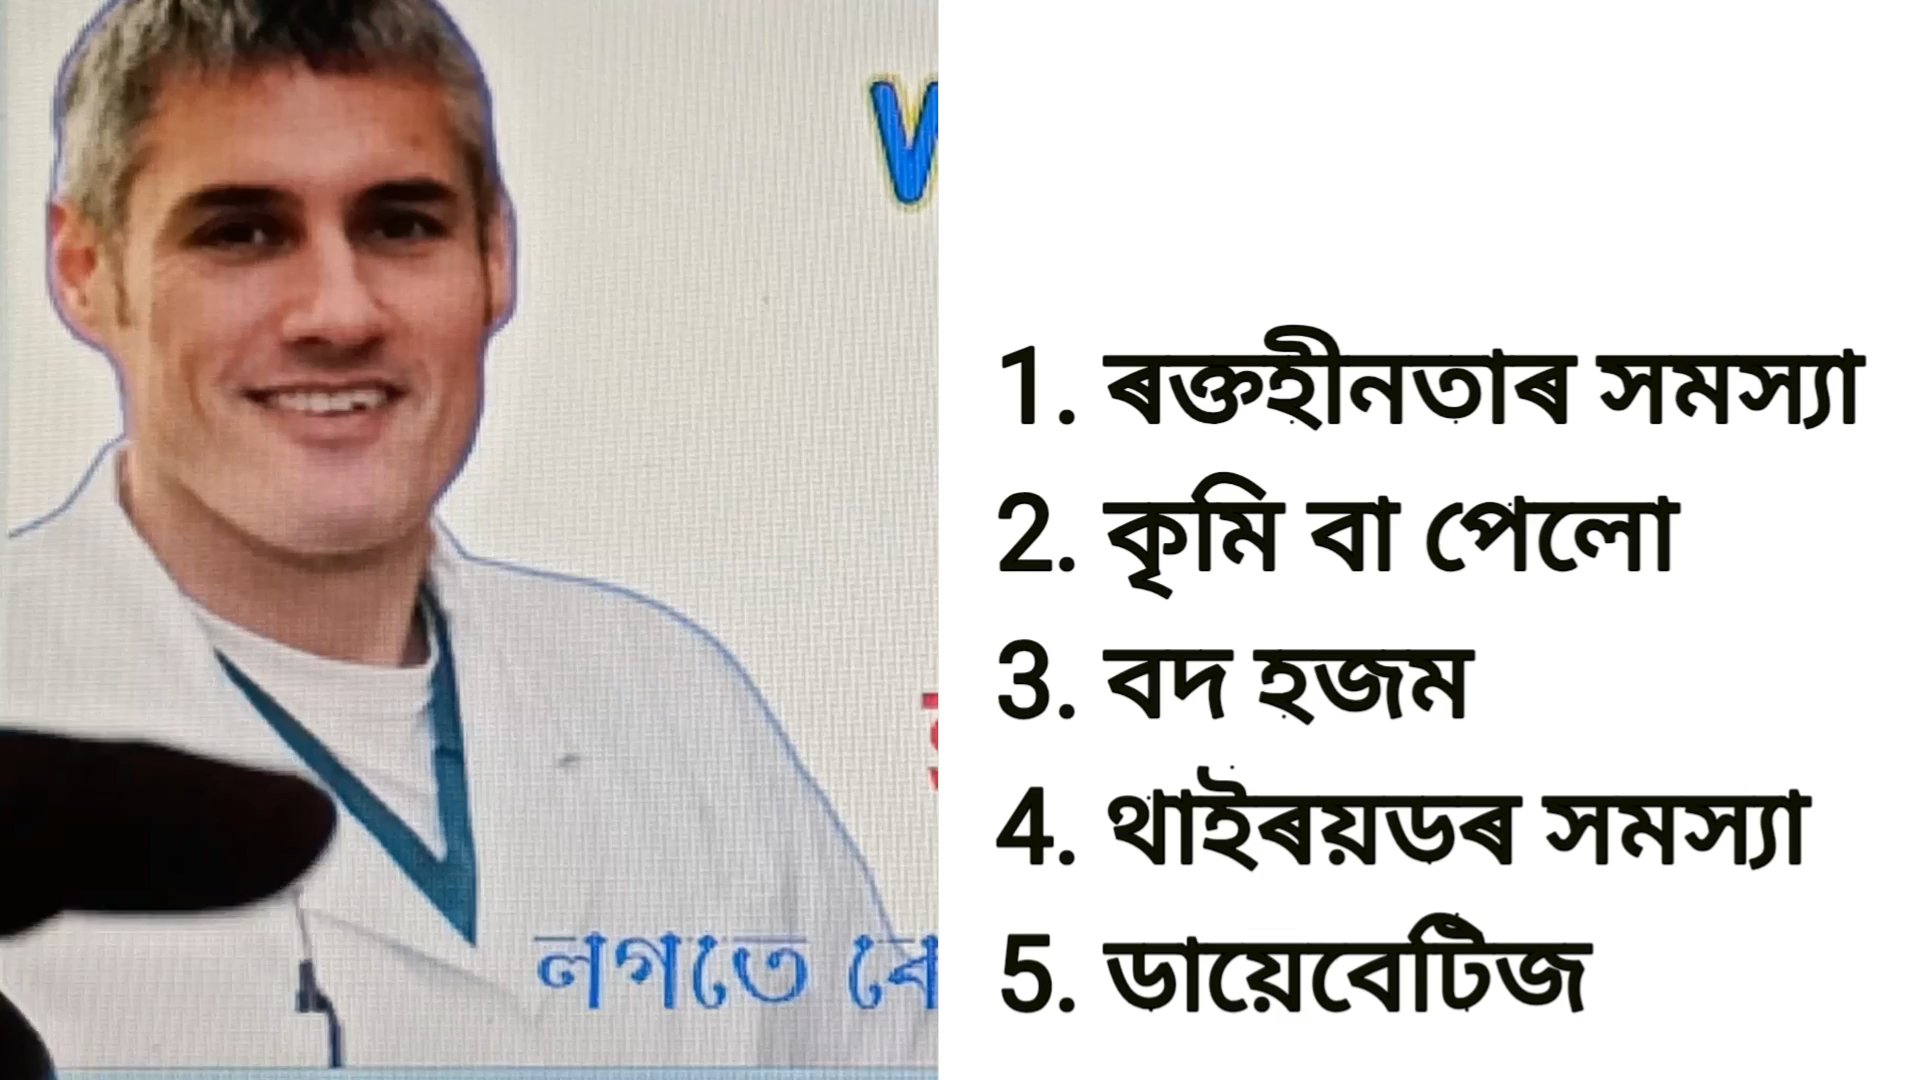 1. ৰক্তহীনতাৰ সমস্যা
2. কৃমি বা পেলো
3. বদ হজম
4. থাইৰয়ডৰ সমস্যা
5. ডায়েবেটিজ
লগতে